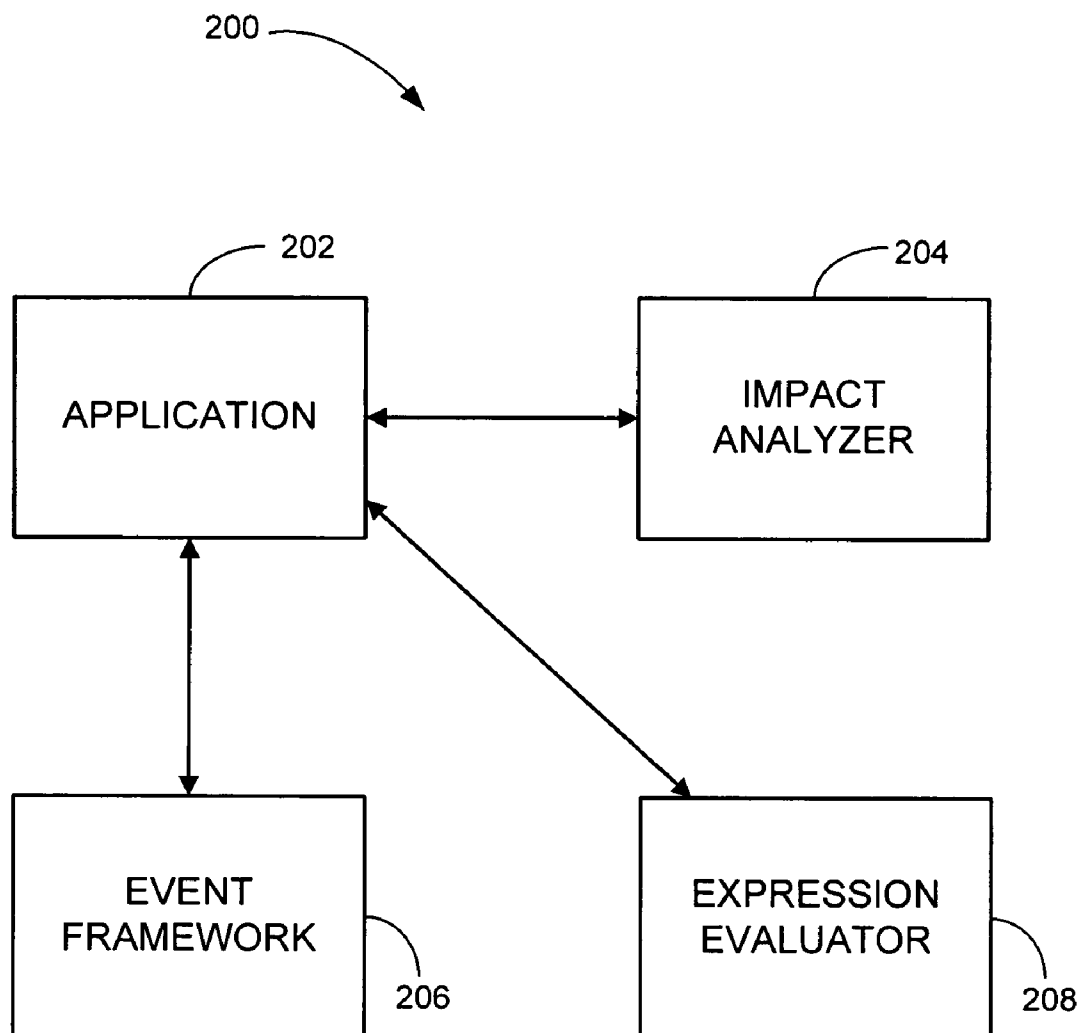 200
202
204
APPLICATION
IMPACT
ANALYZER
EVENT
FRAMEWORK
EXPRESSION
EVALUATOR
206
208